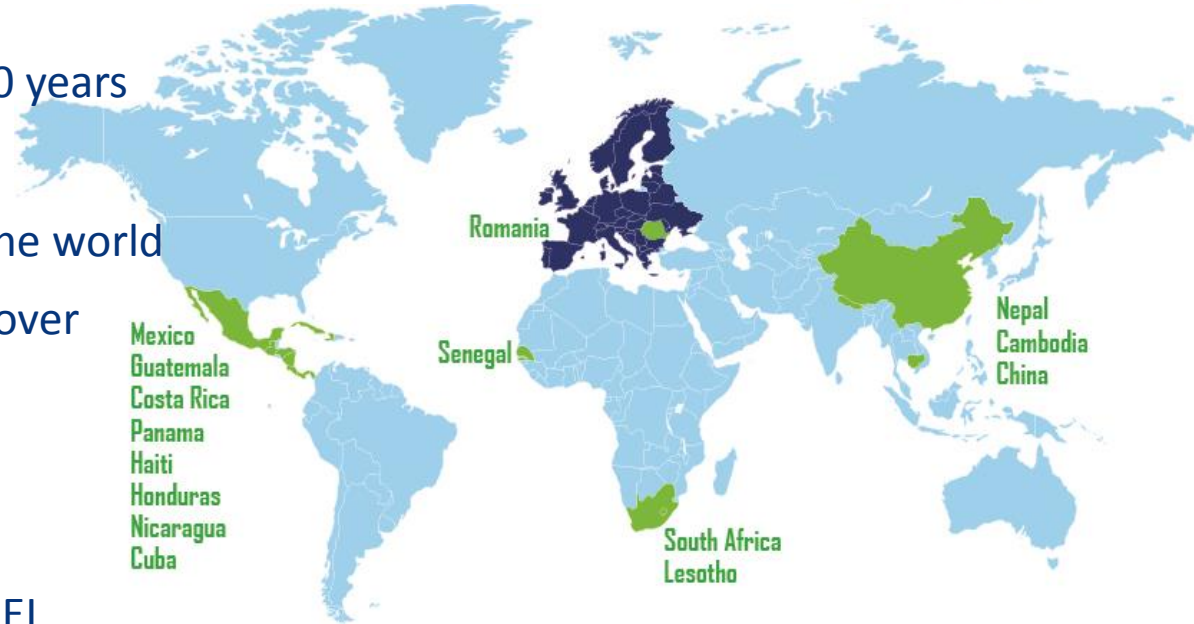 0 years
he world
over
EI
Romania
Senegal
Mexico
Guatemala
Costa Rica
Panama
Haiti
Honduras
Nicaragua
Cuba
South Africa
Lesotho
Nepal
Cambodia
China